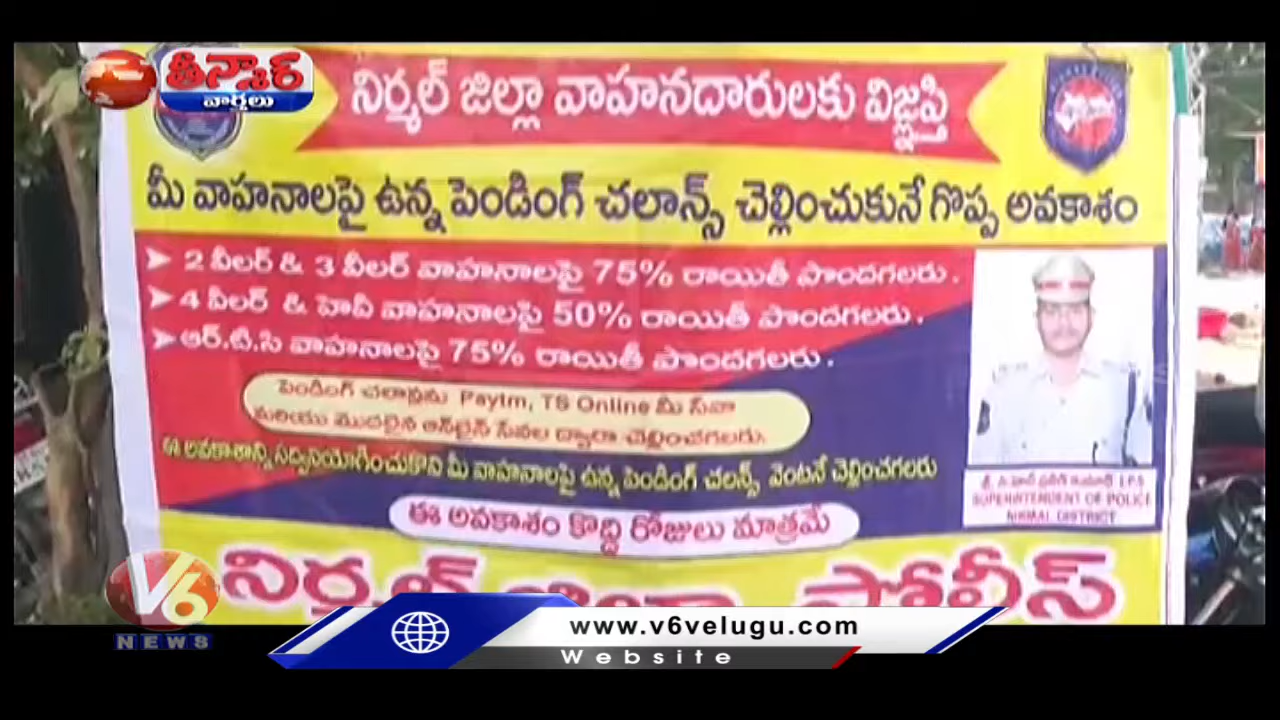 తీన్మార్
వార్తలు
నిర్మల్ జిల్లా వాహనదారులకు విజ్ఞప్తి
మీ వాహనాలపై ఉన్న పెండింగ్ చలాన్స్ చెల్లించుకునే గొప్ప అవకాశం
➤ 2 వీలర్ & 3 వీలర్ వాహనాలపై 75% రాయితీ పొందగలరు.
➤ 4 వీలర్ & హెవీ వాహనాలపై 50% రాయితీ పొందగలరు.
➤ ఆర్.టి.సి వాహనాలపై 75% రాయితీ పొందగలరు.
పెండింగ్ చలాన్లను Paytm, TS Online మీ సేవా
మరియు మొదలైన ఆన్‌లైన్ సేవల ద్వారా చెల్లించగలరు.
ఈ అవకాశాన్ని సద్వినియోగించుకొని మీ వాహనాలపై ఉన్న పెండింగ్ చలన్స్ వెంటనే చెల్లించగలరు
ఈ అవకాశం కొద్ది రోజులు మాత్రమే
SUPERINTENDENT OF POLICE
NIRMAL DISTRICT
నిర్మల్ జిల్లా పోలీస్
V6
NEWS
www.v6velugu.com
Website